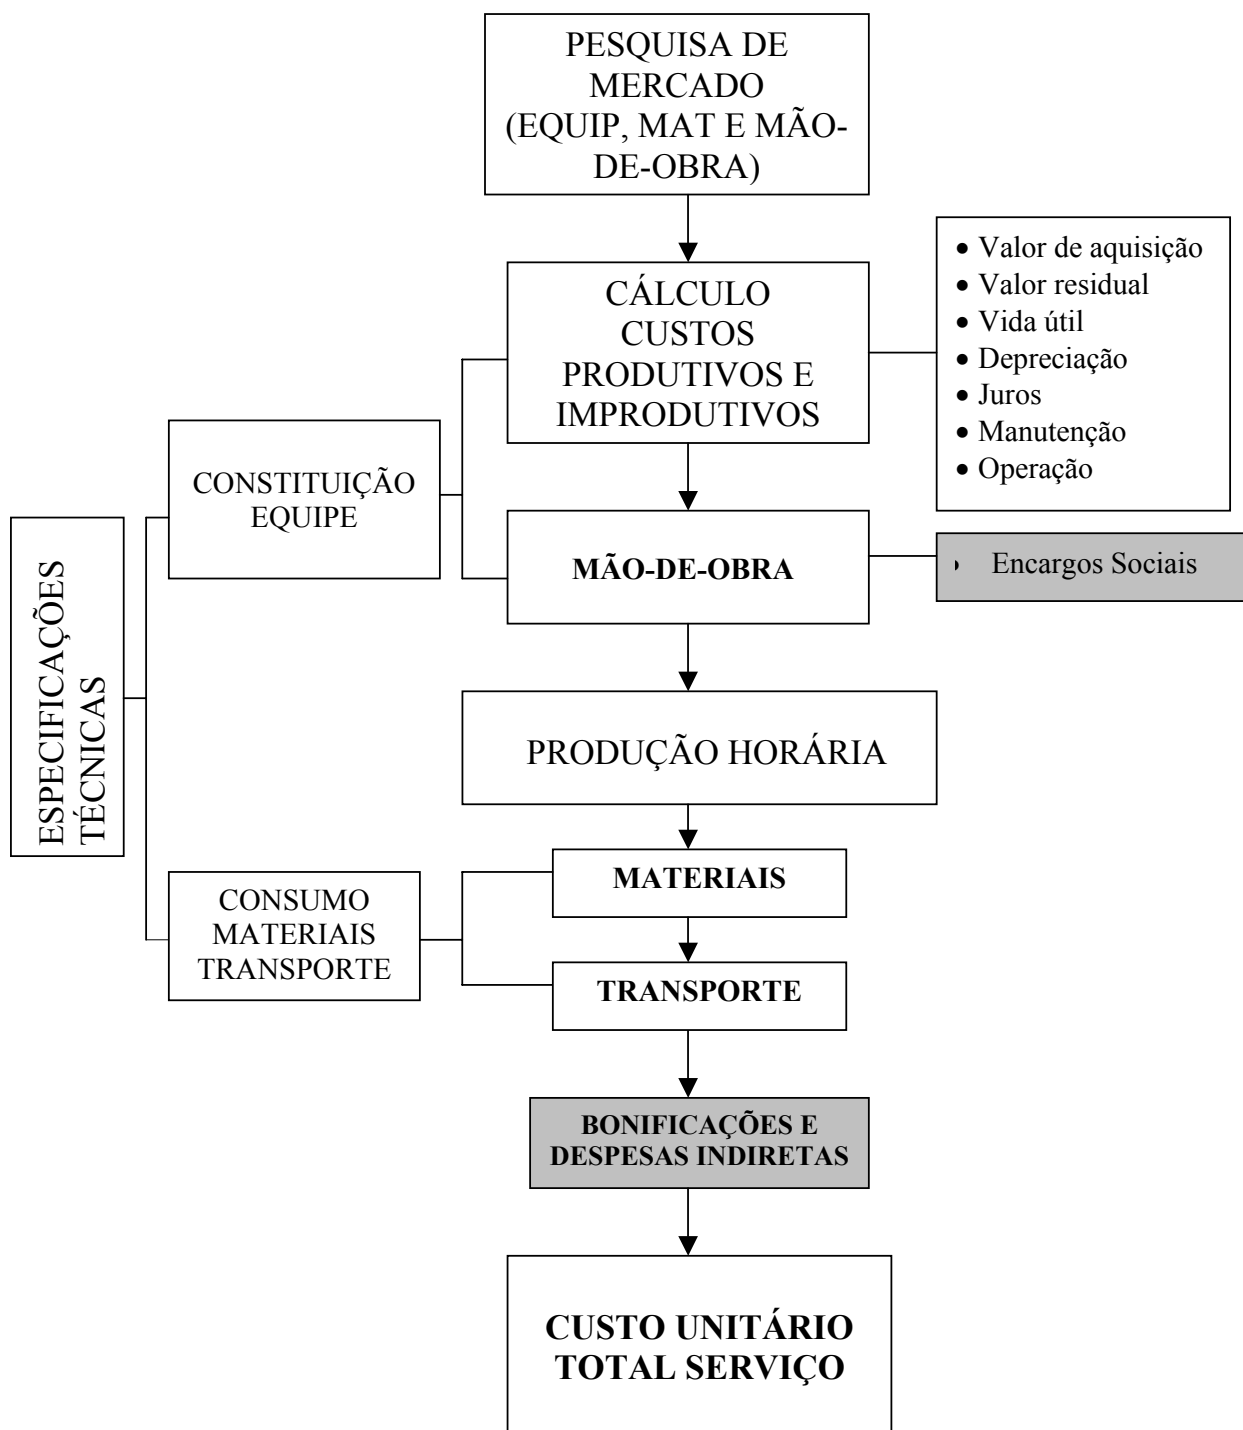 PESQUISA DE
MERCADO
(EQUIP, MAT E MÃO-
DE-OBRA)
• Valor de aquisição
• Valor residual
• Vida útil
• Depreciação
• Juros
• Manutenção
• Operação
CÁLCULO
CUSTOS
PRODUTIVOS E
IMPRODUTIVOS
CONSTITUIÇÃO
EQUIPE
MÃO-DE-OBRA
• Encargos Sociais
ESPECIFICAÇÕES
TÉCNICAS
PRODUÇÃO HORÁRIA
MATERIAIS
CONSUMO
MATERIAIS
TRANSPORTE
TRANSPORTE
BONIFICAÇÕES E
DESPESAS INDIRETAS
CUSTO UNITÁRIO
TOTAL SERVIÇO